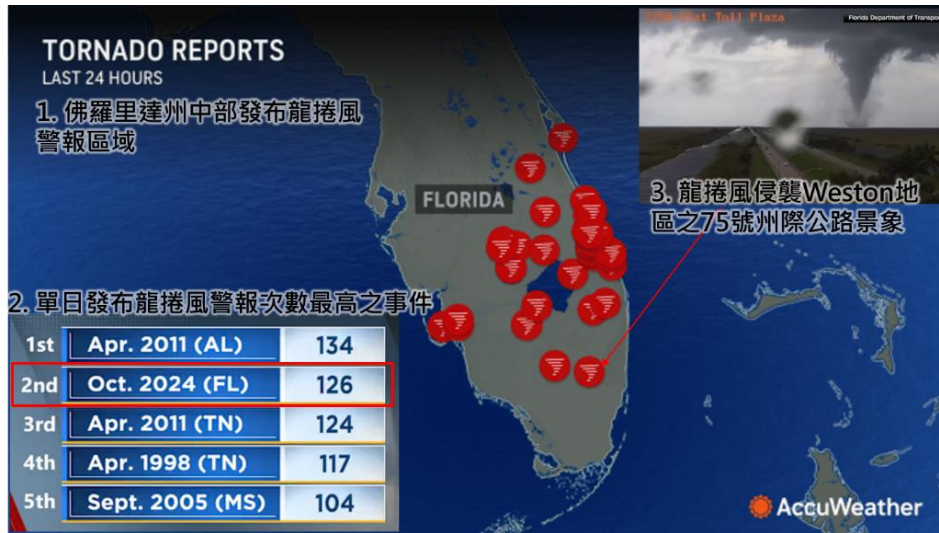 TORNADO REPORTS
LAST 24 HOURS
1. 佛羅里達州中部發布龍捲風
警報區域
FLORIDA
Toll Plaza
Florida Department of Transpor
3. 龍捲風侵襲Weston地
區之75號州際公路景象
2. 單日發布龍捲風警報次數最高之事件
1st Apr. 2011 (AL) 134
2nd Oct. 2024 (FL) 126
3rd Apr. 2011 (TN) 124
4th Apr. 1998 (TN) 117
5th Sept. 2005 (MS) 104
AccuWeather